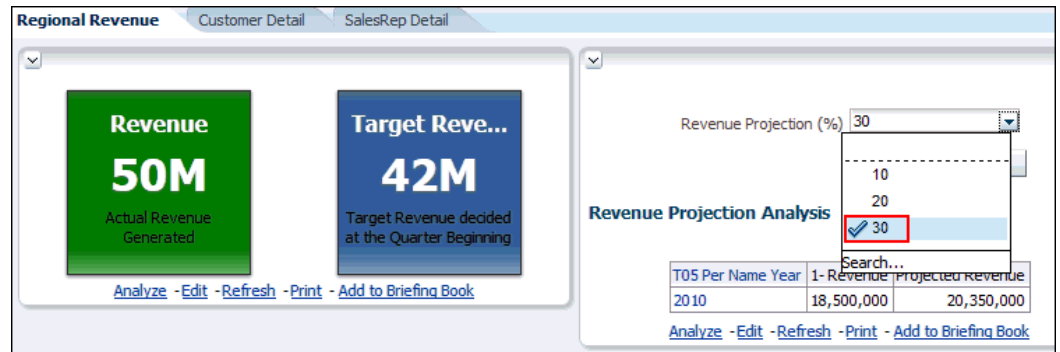 Regional Revenue Customer Detail SalesRep Detail
Revenue
50M
Actual Revenue
Generated
Target Reve...
42M
Target Revenue decided
at the Quarter Beginning
Analyze - Edit - Refresh - Print - Add to Briefing Book
Revenue Projection (%) 30
10
20
30
Search...
Revenue Projection Analysis
T05 Per Name Year 1- Revenue Projected Revenue
2010 18,500,000 20,350,000
Analyze - Edit - Refresh - Print - Add to Briefing Book